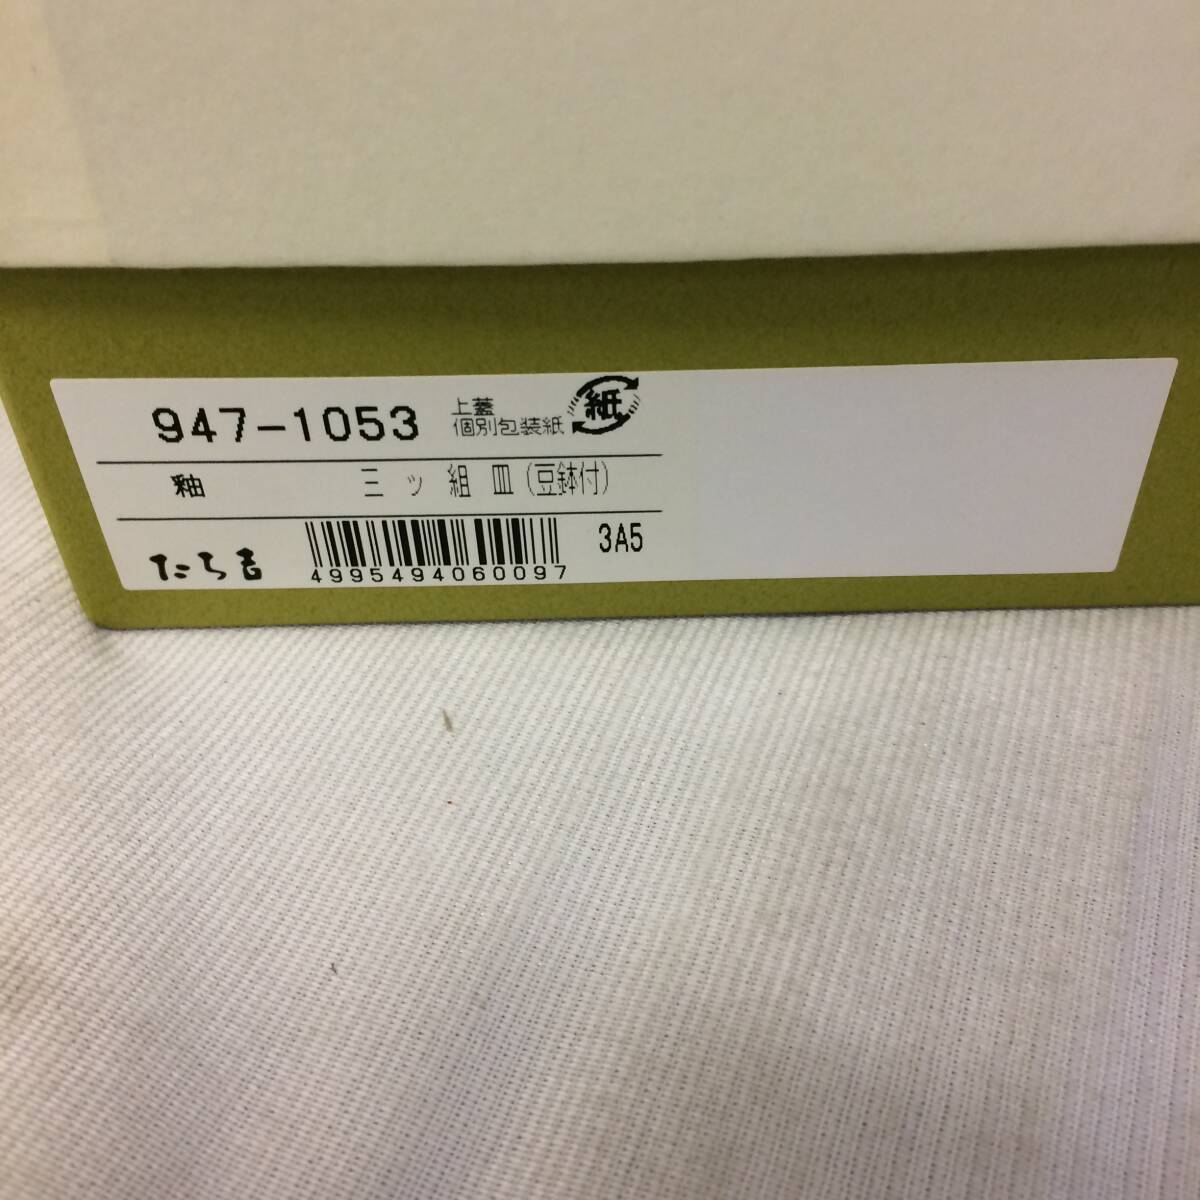 947-1053 上蓋 紙
個別包装紙
釉 三ッ組 皿(豆鉢付)
たち吉 3A5
4995494060097